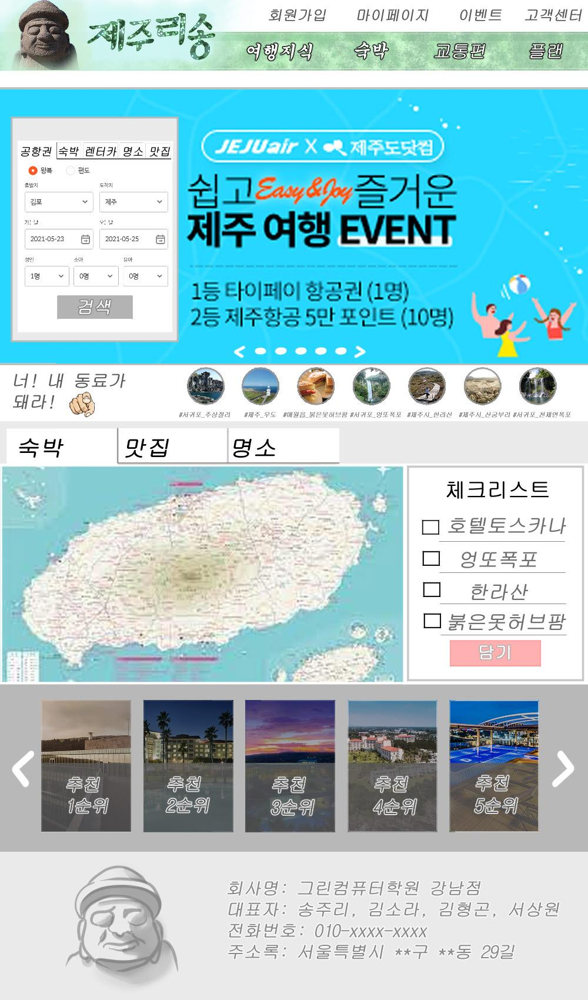 회원가입 마이페이지 이벤트 고객센터
제주리송
여행지식 숙박 교통편 플랜
공항권 숙박 렌터카 명소 맛집
왕복 편도
출발지 도착지
김포 제주
가는날 오는날
2021-05-23 2021-05-25
성인 소아 유아
1명 0명 0명
검색
JEJUair X 제주도닷컴
쉽고 Easy&Joy 즐거운
제주 여행 EVENT
1등 타이페이 항공권 (1명)
2등 제주항공 5만 포인트 (10명)
너! 내 동료가
돼라!
#서귀포_주상절리 #제주_우도 #애월읍_붉은못허브팜 #서귀포_엉또폭포 #제주시_한라산 #제주시_산굼부리 #서귀포_천제연폭포
숙박 맛집 명소
체크리스트
호텔토스카나
엉또폭포
한라산
붉은못허브팜
담기
추천 추천 추천 추천 추천
1순위 2순위 3순위 4순위 5순위
회사명: 그린컴퓨터학원 강남점
대표자: 송주리, 김소라, 김형곤, 서상원
전화번호: 010-xxxx-xxxx
주소록: 서울특별시 **구 **동 29길